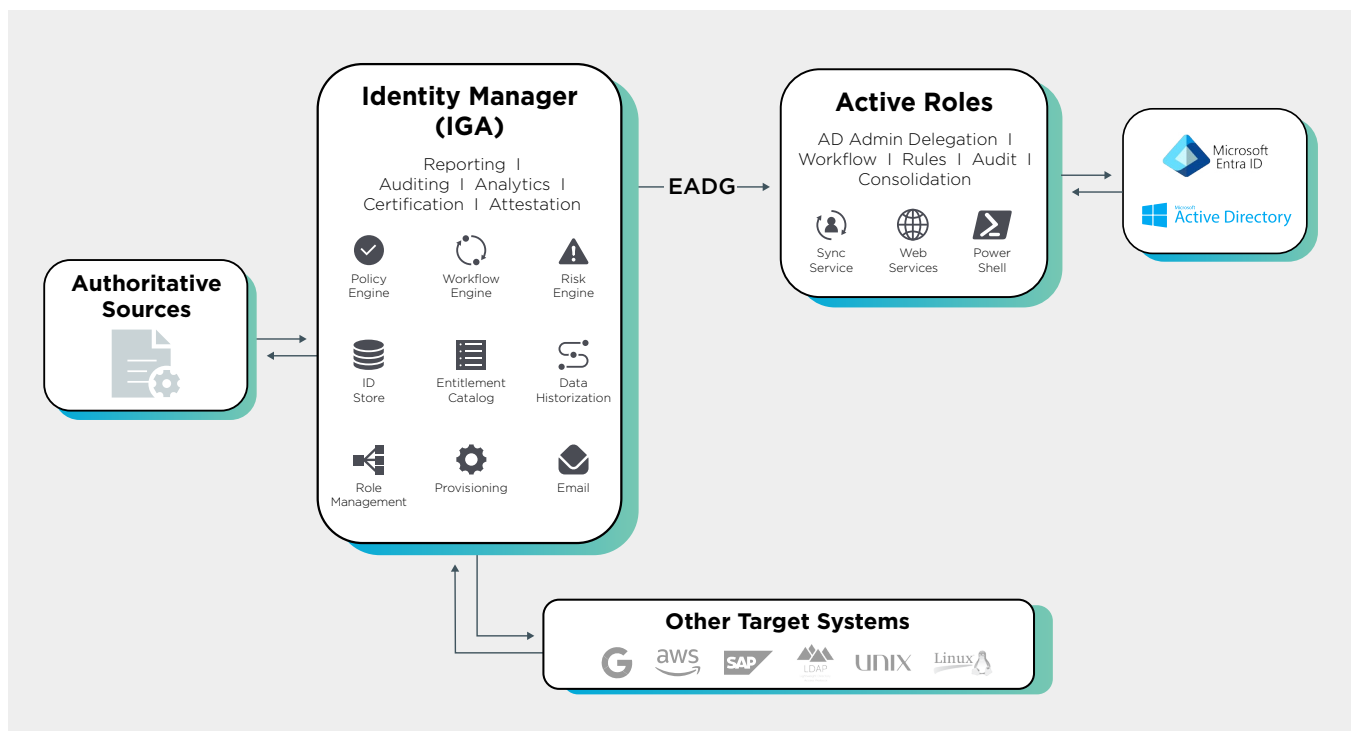 Authoritative
Sources
Identity Manager
(IGA)
Reporting I
Auditing I Analytics I
Certification I Attestation
Policy
Engine
Workflow
Engine
Risk
Engine
ID
Store
Entitlement
Catalog
Data
Historization
Role
Management
Provisioning
Email
EADG
Active Roles
AD Admin Delegation I
Workflow I Rules I Audit I
Consolidation
Sync
Service
Web
Services
Power
Shell
Microsoft
Entra ID
Microsoft
Active Directory
Other Target Systems
G
aws
SAP
LDAP
UNIX
Linux